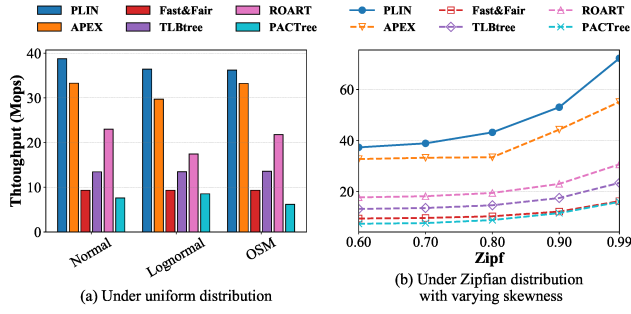 PLIN Fast&Fair ROART
APEX TLBtree PACTree
Thtoughput (Mops)
40
30
20
10
0
Normal
Lognormal
OSM
(a) Under uniform distribution
PLIN Fast&Fair ROART
APEX TLBtree PACTree
60
40
20
0.60 0.70 0.80 0.90 0.99
Zipf
(b) Under Zipfian distribution
with varying skewness